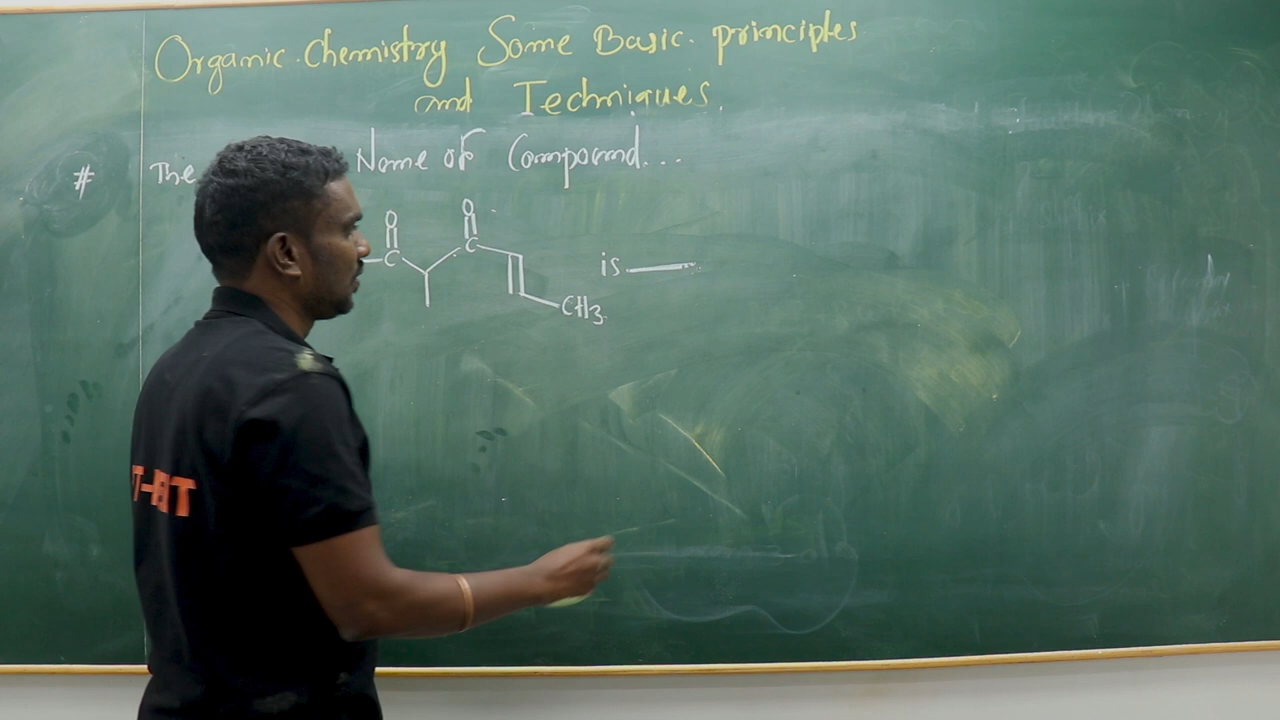 Organic Chemistry Some Basic principles
and Techniques.
# The Name of Compound...
O O
C C
is
CH3